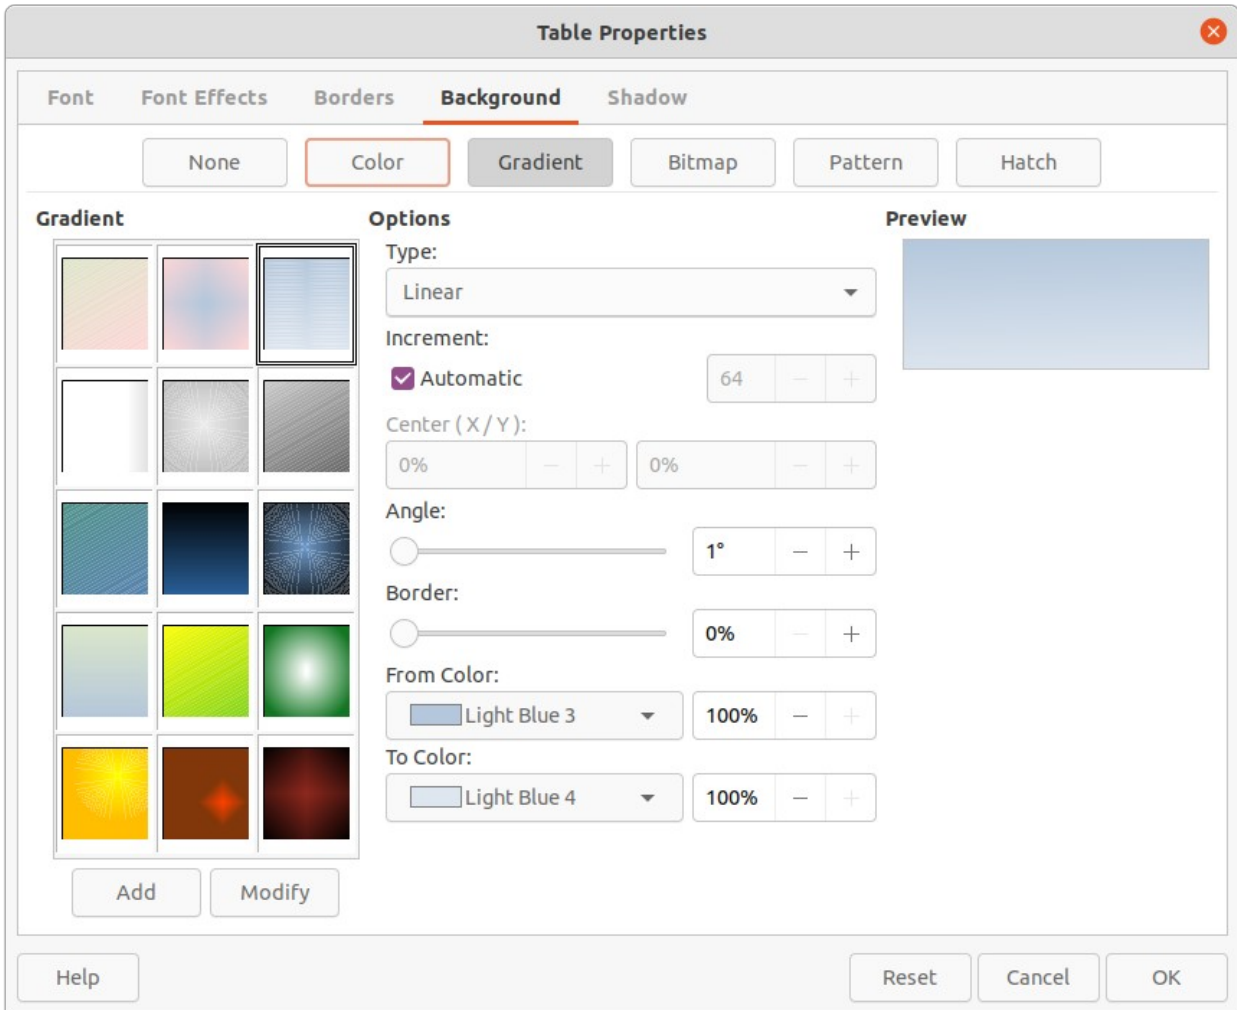 Table Properties
Font Font Effects Borders Background Shadow
None Color Gradient Bitmap Pattern Hatch
Gradient Options Preview
Type:
Linear
Increment:
Automatic 64
Center ( X / Y ):
0% 0%
Angle:
1°
Border:
0%
From Color:
Light Blue 3 100%
To Color:
Light Blue 4 100%
Add Modify
Help Reset Cancel OK